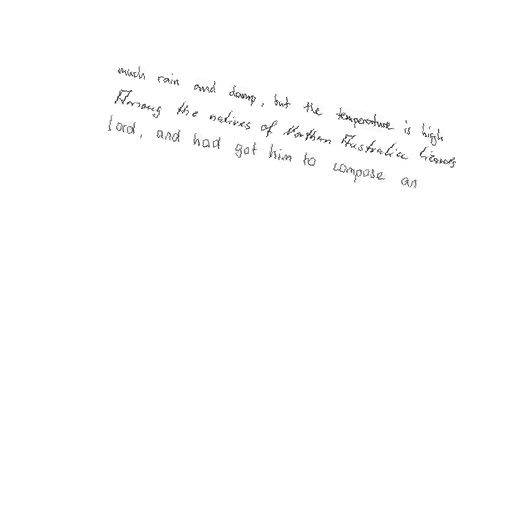 much rain and damp, but the temperature is high
Among the natives of Northern Australia lizards
lord, and had got him to compose an